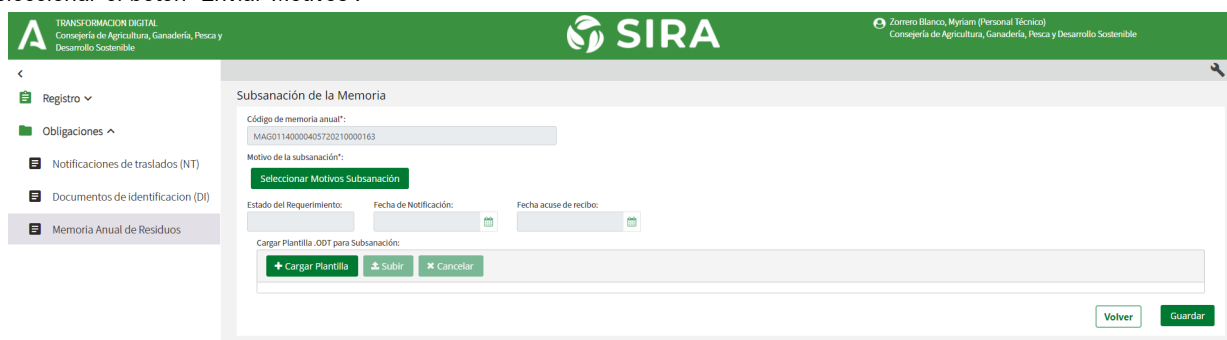 TRANSFORMACION DIGITAL
Consejería de Agricultura, Ganadería, Pesca y
Desarrollo Sostenible
SIRA
Zorrero Blanco, Myriam (Personal Técnico)
Consejería de Agricultura, Ganadería, Pesca y Desarrollo Sostenible
Registro
Obligaciones
Notificaciones de traslados (NT)
Documentos de identificacion (DI)
Memoria Anual de Residuos
Subsanación de la Memoria
Código de memoria anual*:
MAG01140000405720210000163
Motivo de la subsanación*:
Seleccionar Motivos Subsanación
Estado del Requerimiento: Fecha de Notificación: Fecha acuse de recibo:
Cargar Plantilla .ODT para Subsanación:
Cargar Plantilla Subir Cancelar
Volver Guardar